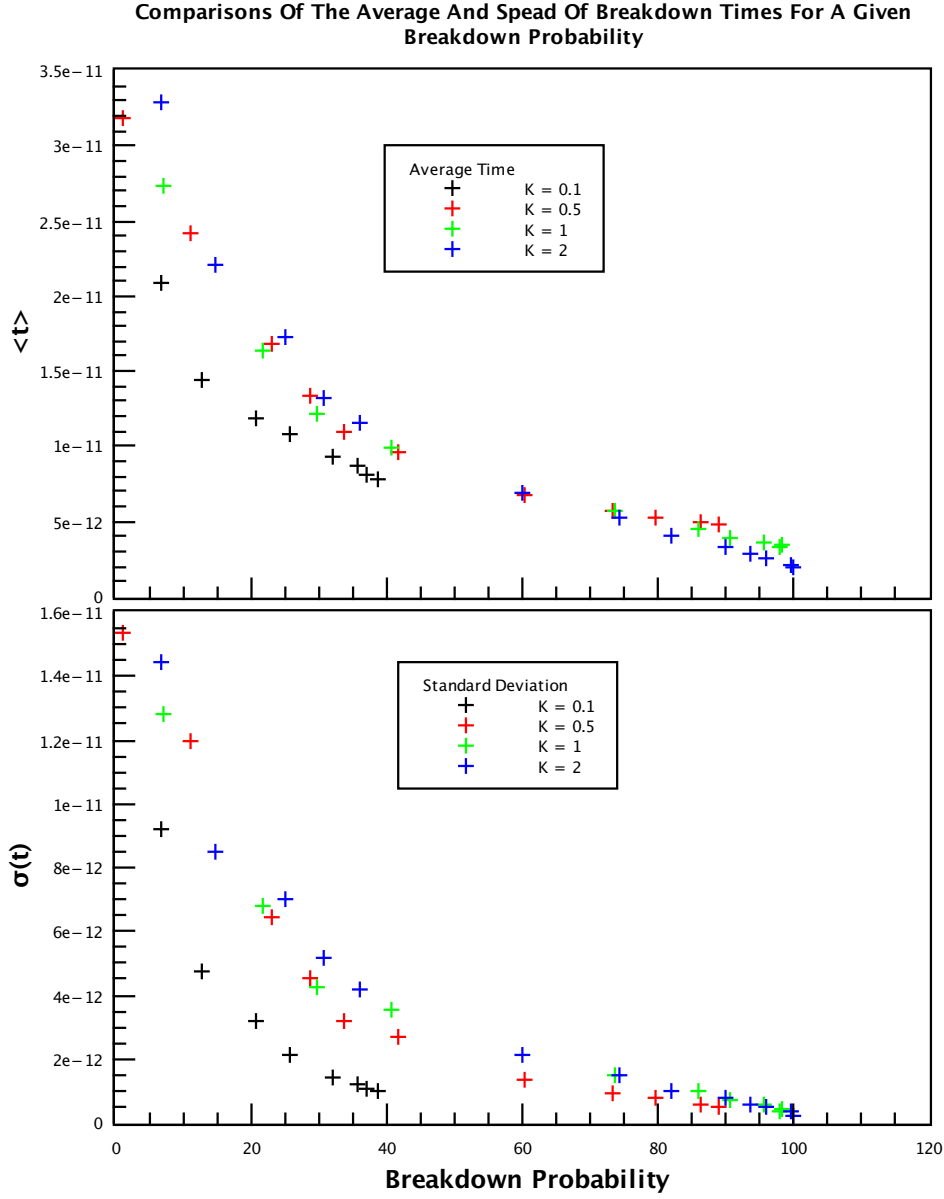 Comparisons Of The Average And Spead Of Breakdown Times For A Given
Breakdown Probability
3.5e−11
3e−11
2.5e−11
2e−11
1.5e−11
1e−11
5e−12
0
<t>
Average Time
K = 0.1
K = 0.5
K = 1
K = 2
1.6e−11
1.4e−11
1.2e−11
1e−11
8e−12
6e−12
4e−12
2e−12
0
σ(t)
Standard Deviation
K = 0.1
K = 0.5
K = 1
K = 2
0 20 40 60 80 100 120
Breakdown Probability